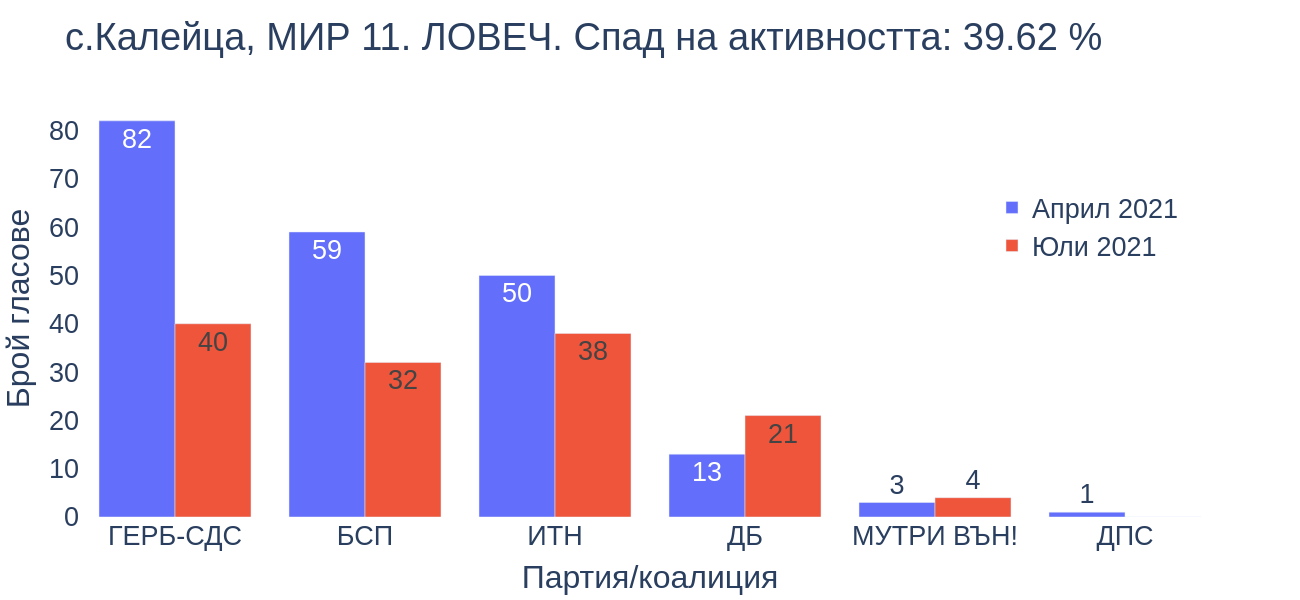 с.Калейца, МИР 11. ЛОВЕЧ. Спад на активността: 39.62 %
Брой гласове
80
70
60
50
40
30
20
10
0
82
40
59
32
50
38
13
21
3
4
1
Април 2021
Юли 2021
ГЕРБ-СДС
БСП
ИТН
ДБ
МУТРИ ВЪН!
ДПС
Партия/коалиция